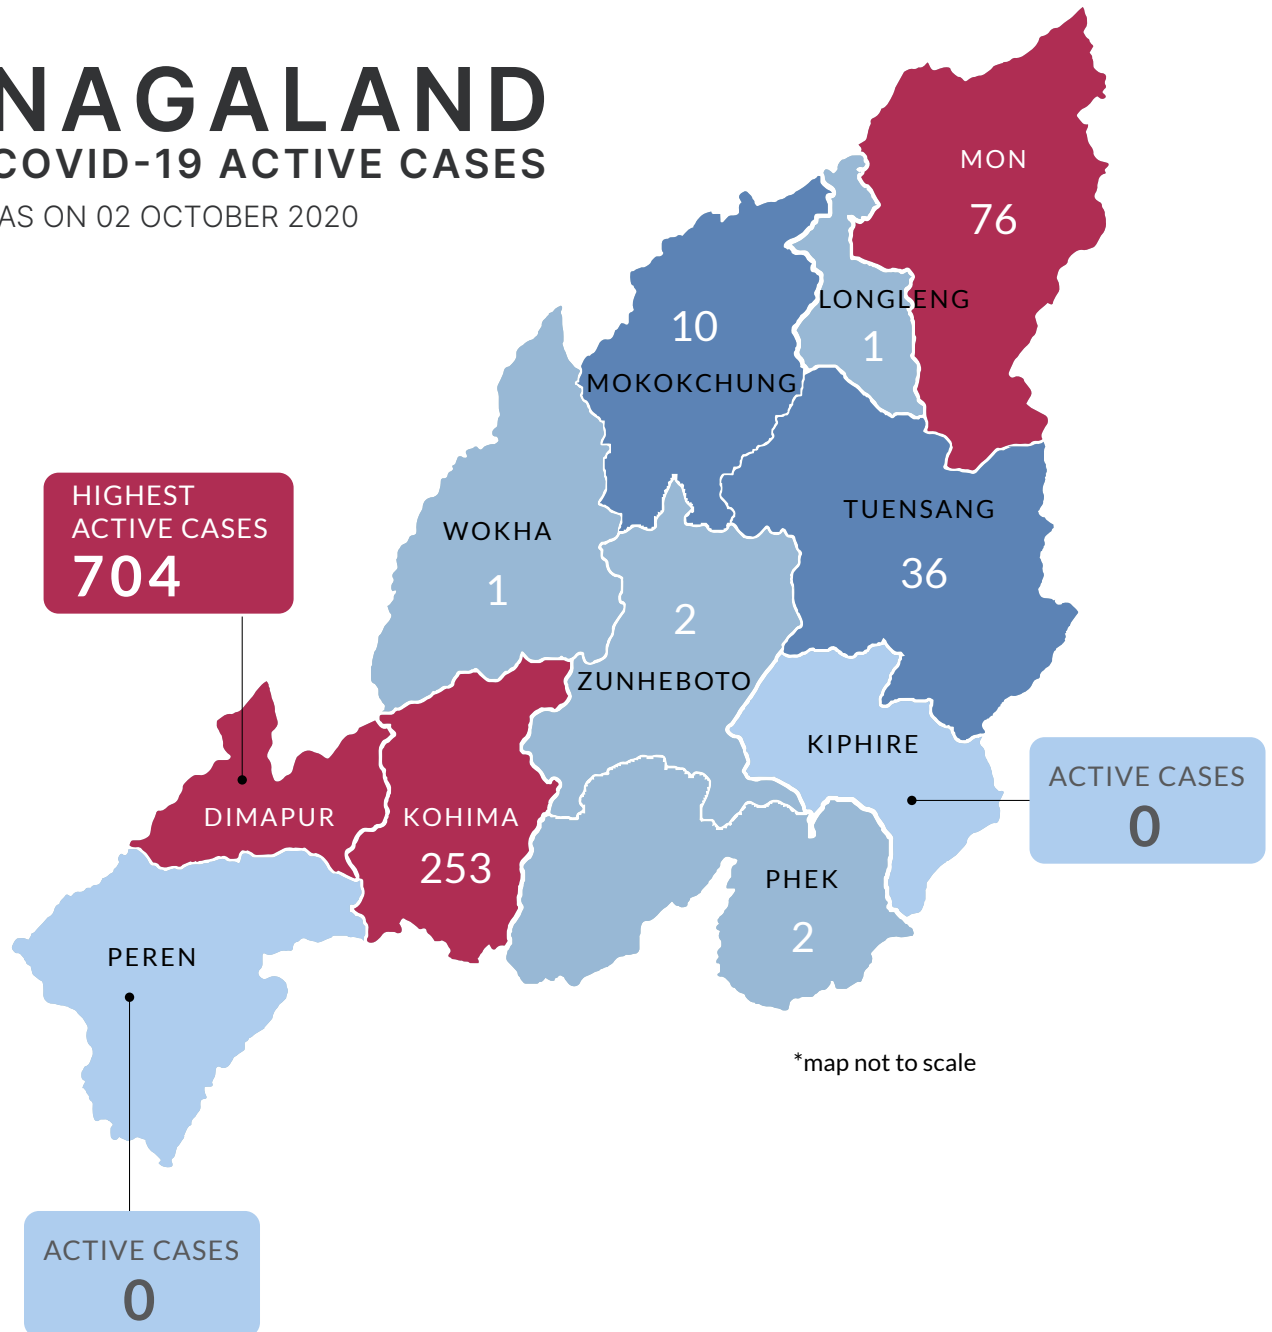 NAGALAND
COVID-19 ACTIVE CASES
AS ON 02 OCTOBER 2020
MON
76
LONGLENG
1
10
MOKOKCHUNG
TUENSANG
36
WOKHA
1
2
ZUNHEBOTO
HIGHEST
ACTIVE CASES
704
KIPHIRE
ACTIVE CASES
0
DIMAPUR
KOHIMA
253
PHEK
2
PEREN
*map not to scale
ACTIVE CASES
0